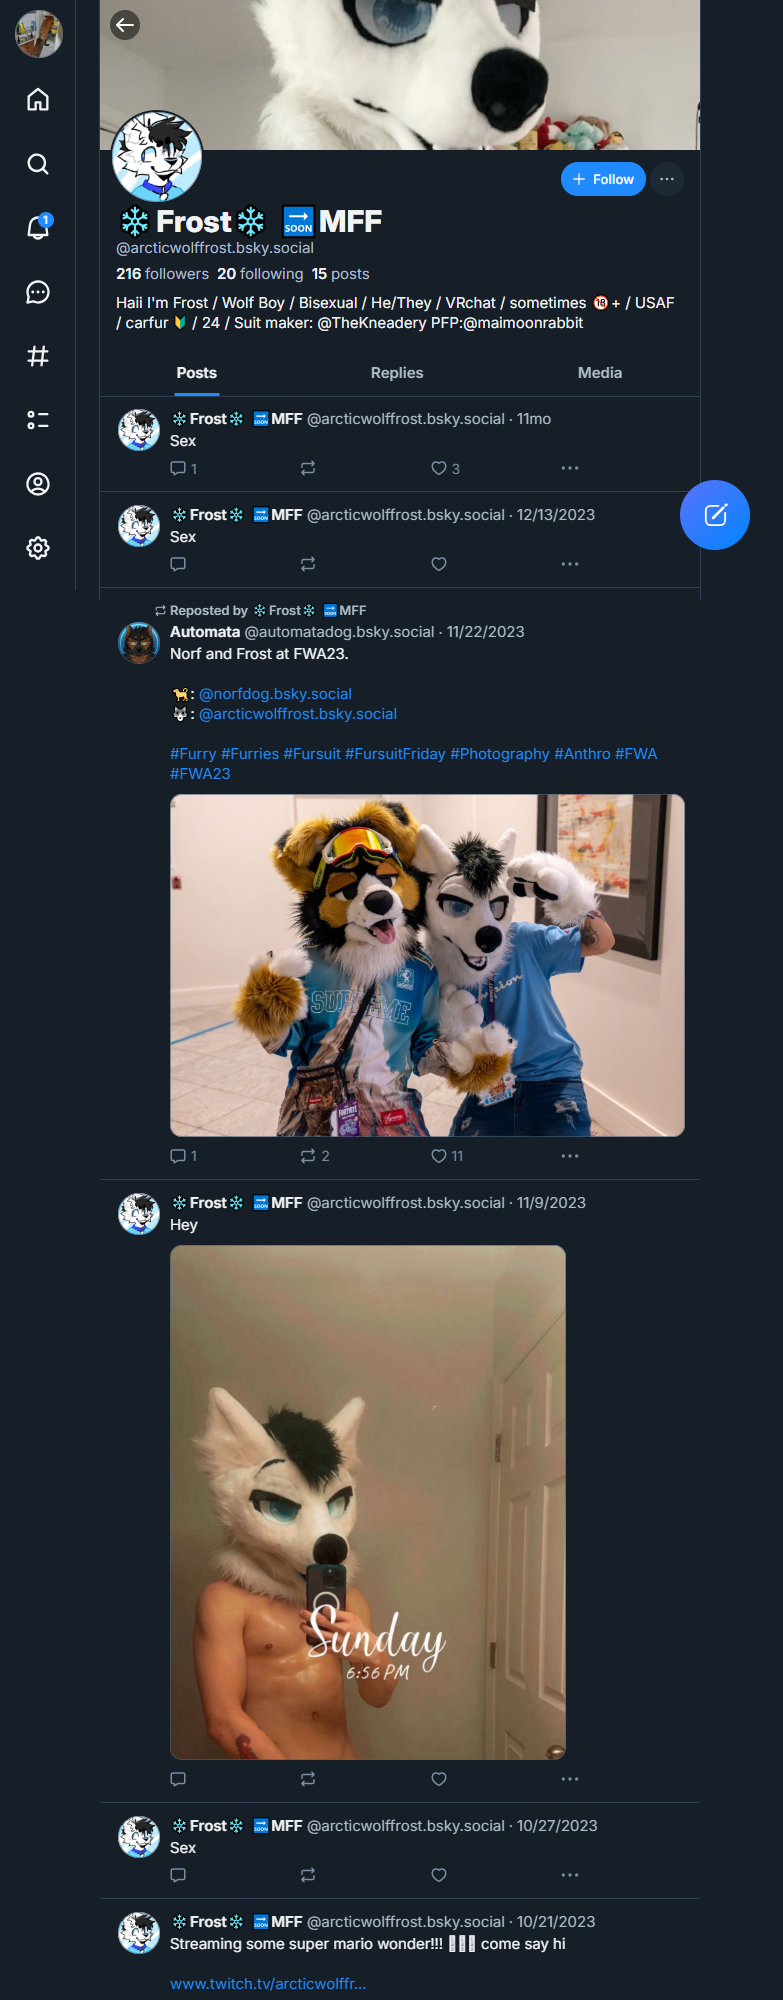 1
Follow
❄️Frost❄️ 🔜MFF
@arcticwolffrost.bsky.social
216 followers 20 following 15 posts
Haii I'm Frost / Wolf Boy / Bisexual / He/They / VRchat / sometimes 🔞+ / USAF
/ carfur 🔰 / 24 / Suit maker: @TheKneadery PFP:@maimoonrabbit
Posts Replies Media
❄️Frost❄️ 🔜MFF @arcticwolffrost.bsky.social · 11mo
Sex
1 3
❄️Frost❄️ 🔜MFF @arcticwolffrost.bsky.social · 12/13/2023
Sex
Reposted by ❄️Frost❄️ 🔜MFF
Automata @automatadog.bsky.social · 11/22/2023
Norf and Frost at FWA23.
🐕: @norfdog.bsky.social
🐺: @arcticwolffrost.bsky.social
#Furry #Furries #Fursuit #FursuitFriday #Photography #Anthro #FWA
#FWA23
SUPREME
1 2 11
❄️Frost❄️ 🔜MFF @arcticwolffrost.bsky.social · 11/9/2023
Hey
Sunday
6:56 PM
❄️Frost❄️ 🔜MFF @arcticwolffrost.bsky.social · 10/27/2023
Sex
❄️Frost❄️ 🔜MFF @arcticwolffrost.bsky.social · 10/21/2023
Streaming some super mario wonder!!! come say hi
www.twitch.tv/arcticwolffr...